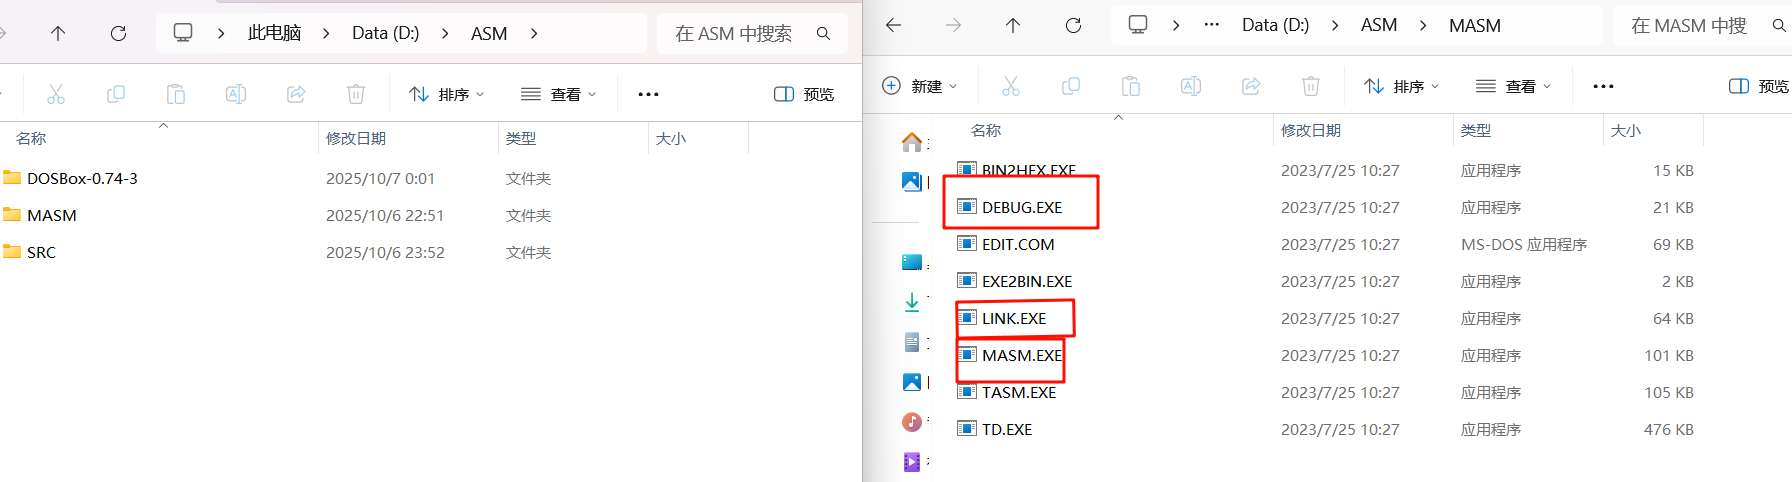 此电脑 Data (D:) ASM
在 ASM 中搜索
排序 查看 ••• 预览
名称 修改日期 类型 大小
DOSBox-0.74-3 2025/10/7 0:01 文件夹
MASM 2025/10/6 22:51 文件夹
SRC 2025/10/6 23:52 文件夹
••• Data (D:) ASM MASM
在 MASM 中搜
新建 排序 查看 ••• 预览
名称 修改日期 类型 大小
BIN2HEX.EXE 2023/7/25 10:27 应用程序 15 KB
DEBUG.EXE 2023/7/25 10:27 应用程序 21 KB
EDIT.COM 2023/7/25 10:27 MS-DOS 应用程序 69 KB
EXE2BIN.EXE 2023/7/25 10:27 应用程序 2 KB
LINK.EXE 2023/7/25 10:27 应用程序 64 KB
MASM.EXE 2023/7/25 10:27 应用程序 101 KB
TASM.EXE 2023/7/25 10:27 应用程序 105 KB
TD.EXE 2023/7/25 10:27 应用程序 476 KB